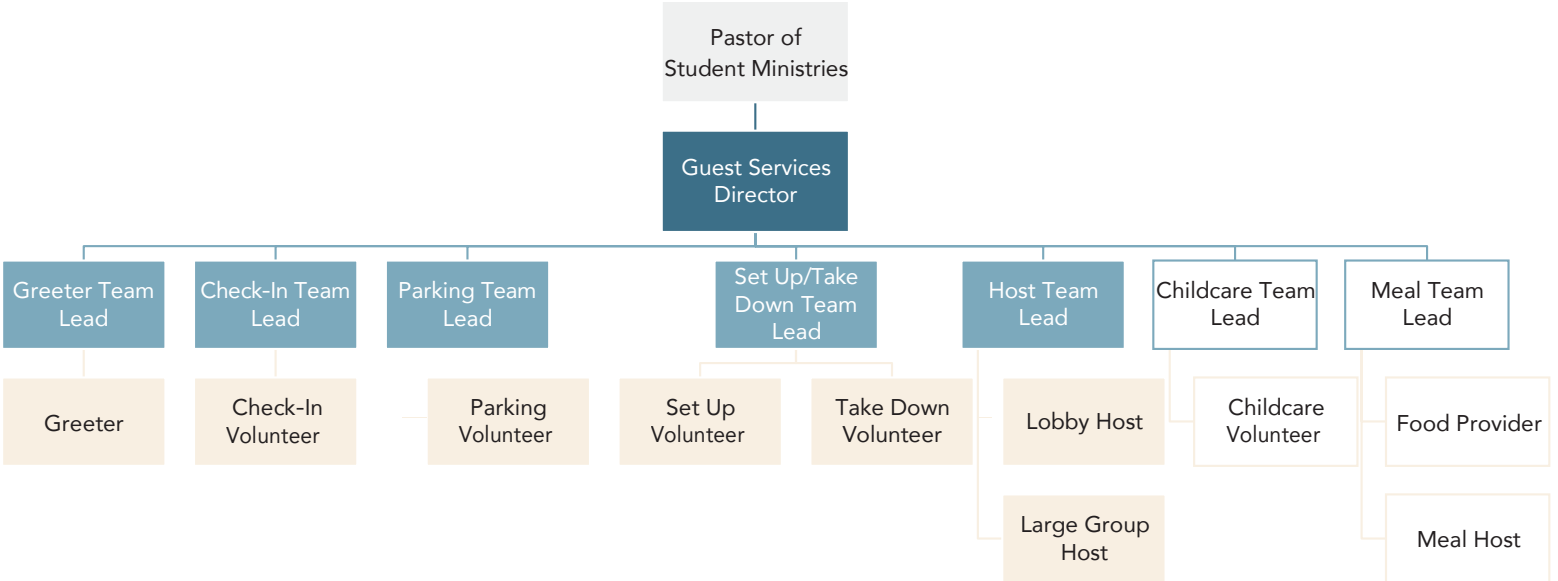 Pastor of
Student Ministries
Guest Services
Director
Greeter Team
Lead
Check-In Team
Lead
Parking Team
Lead
Set Up/Take
Down Team
Lead
Host Team
Lead
Childcare Team
Lead
Meal Team
Lead
Greeter
Check-In
Volunteer
Parking
Volunteer
Set Up
Volunteer
Take Down
Volunteer
Lobby Host
Childcare
Volunteer
Food Provider
Large Group
Host
Meal Host